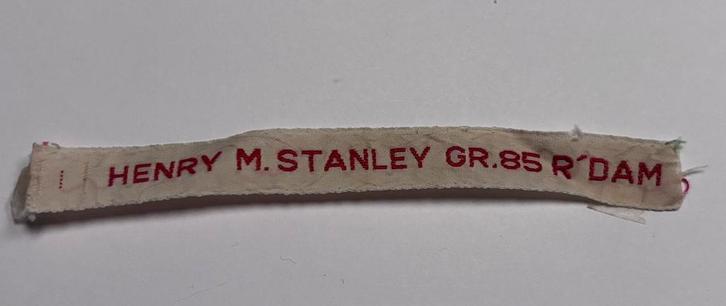 HENRY M. STANLEY GR.85 R´DAM